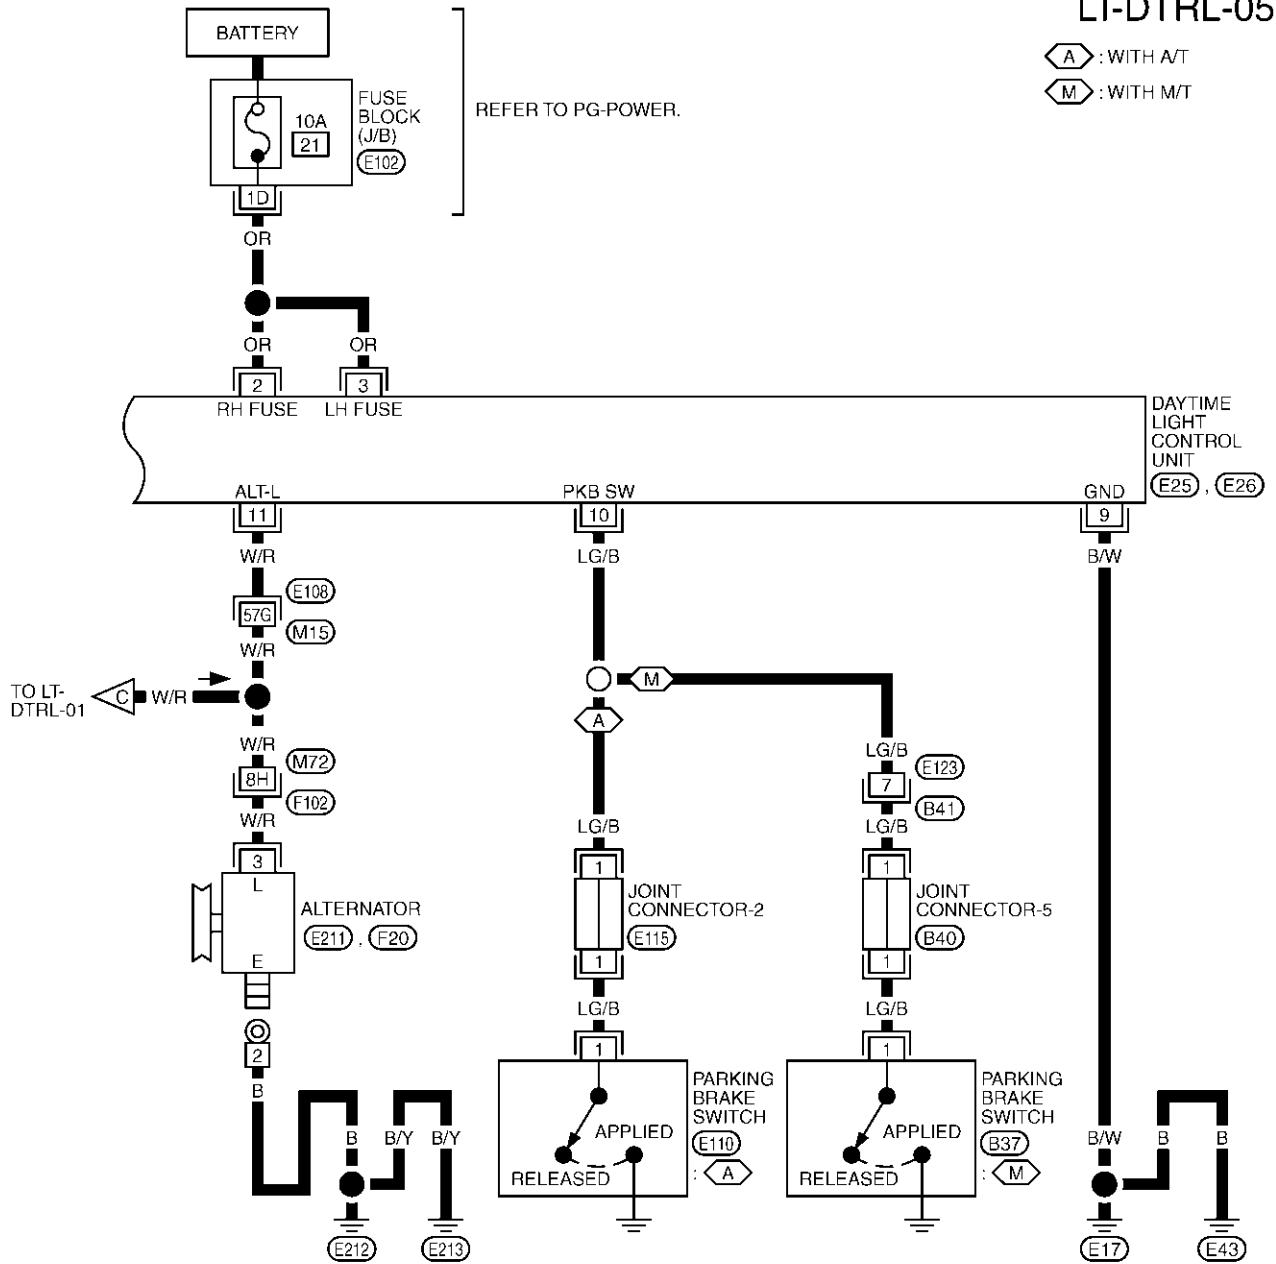 LT-DTRL-05
BATTERY
A : WITH A/T
M : WITH M/T
FUSE
BLOCK
(J/B)
E102
10A
21
REFER TO PG-POWER.
1D
OR
OR
OR
2
3
RH FUSE
LH FUSE
DAYTIME
LIGHT
CONTROL
UNIT
E25 , E26
ALT-L
PKB SW
GND
11
10
9
W/R
LG/B
B/W
E108
57G
M15
W/R
TO LT-
DTRL-01
C
W/R
M
A
W/R
M72
8H
F102
W/R
LG/B
E123
7
B41
LG/B
LG/B
3
1
1
L
ALTERNATOR
E211 , F20
E
JOINT
CONNECTOR-2
E115
JOINT
CONNECTOR-5
B40
1
1
LG/B
LG/B
2
1
1
B
PARKING
BRAKE
SWITCH
E110
: A
APPLIED
RELEASED
PARKING
BRAKE
SWITCH
B37
: M
APPLIED
RELEASED
B
B/Y
B/Y
B/W
B
B
E212
E213
E17
E43